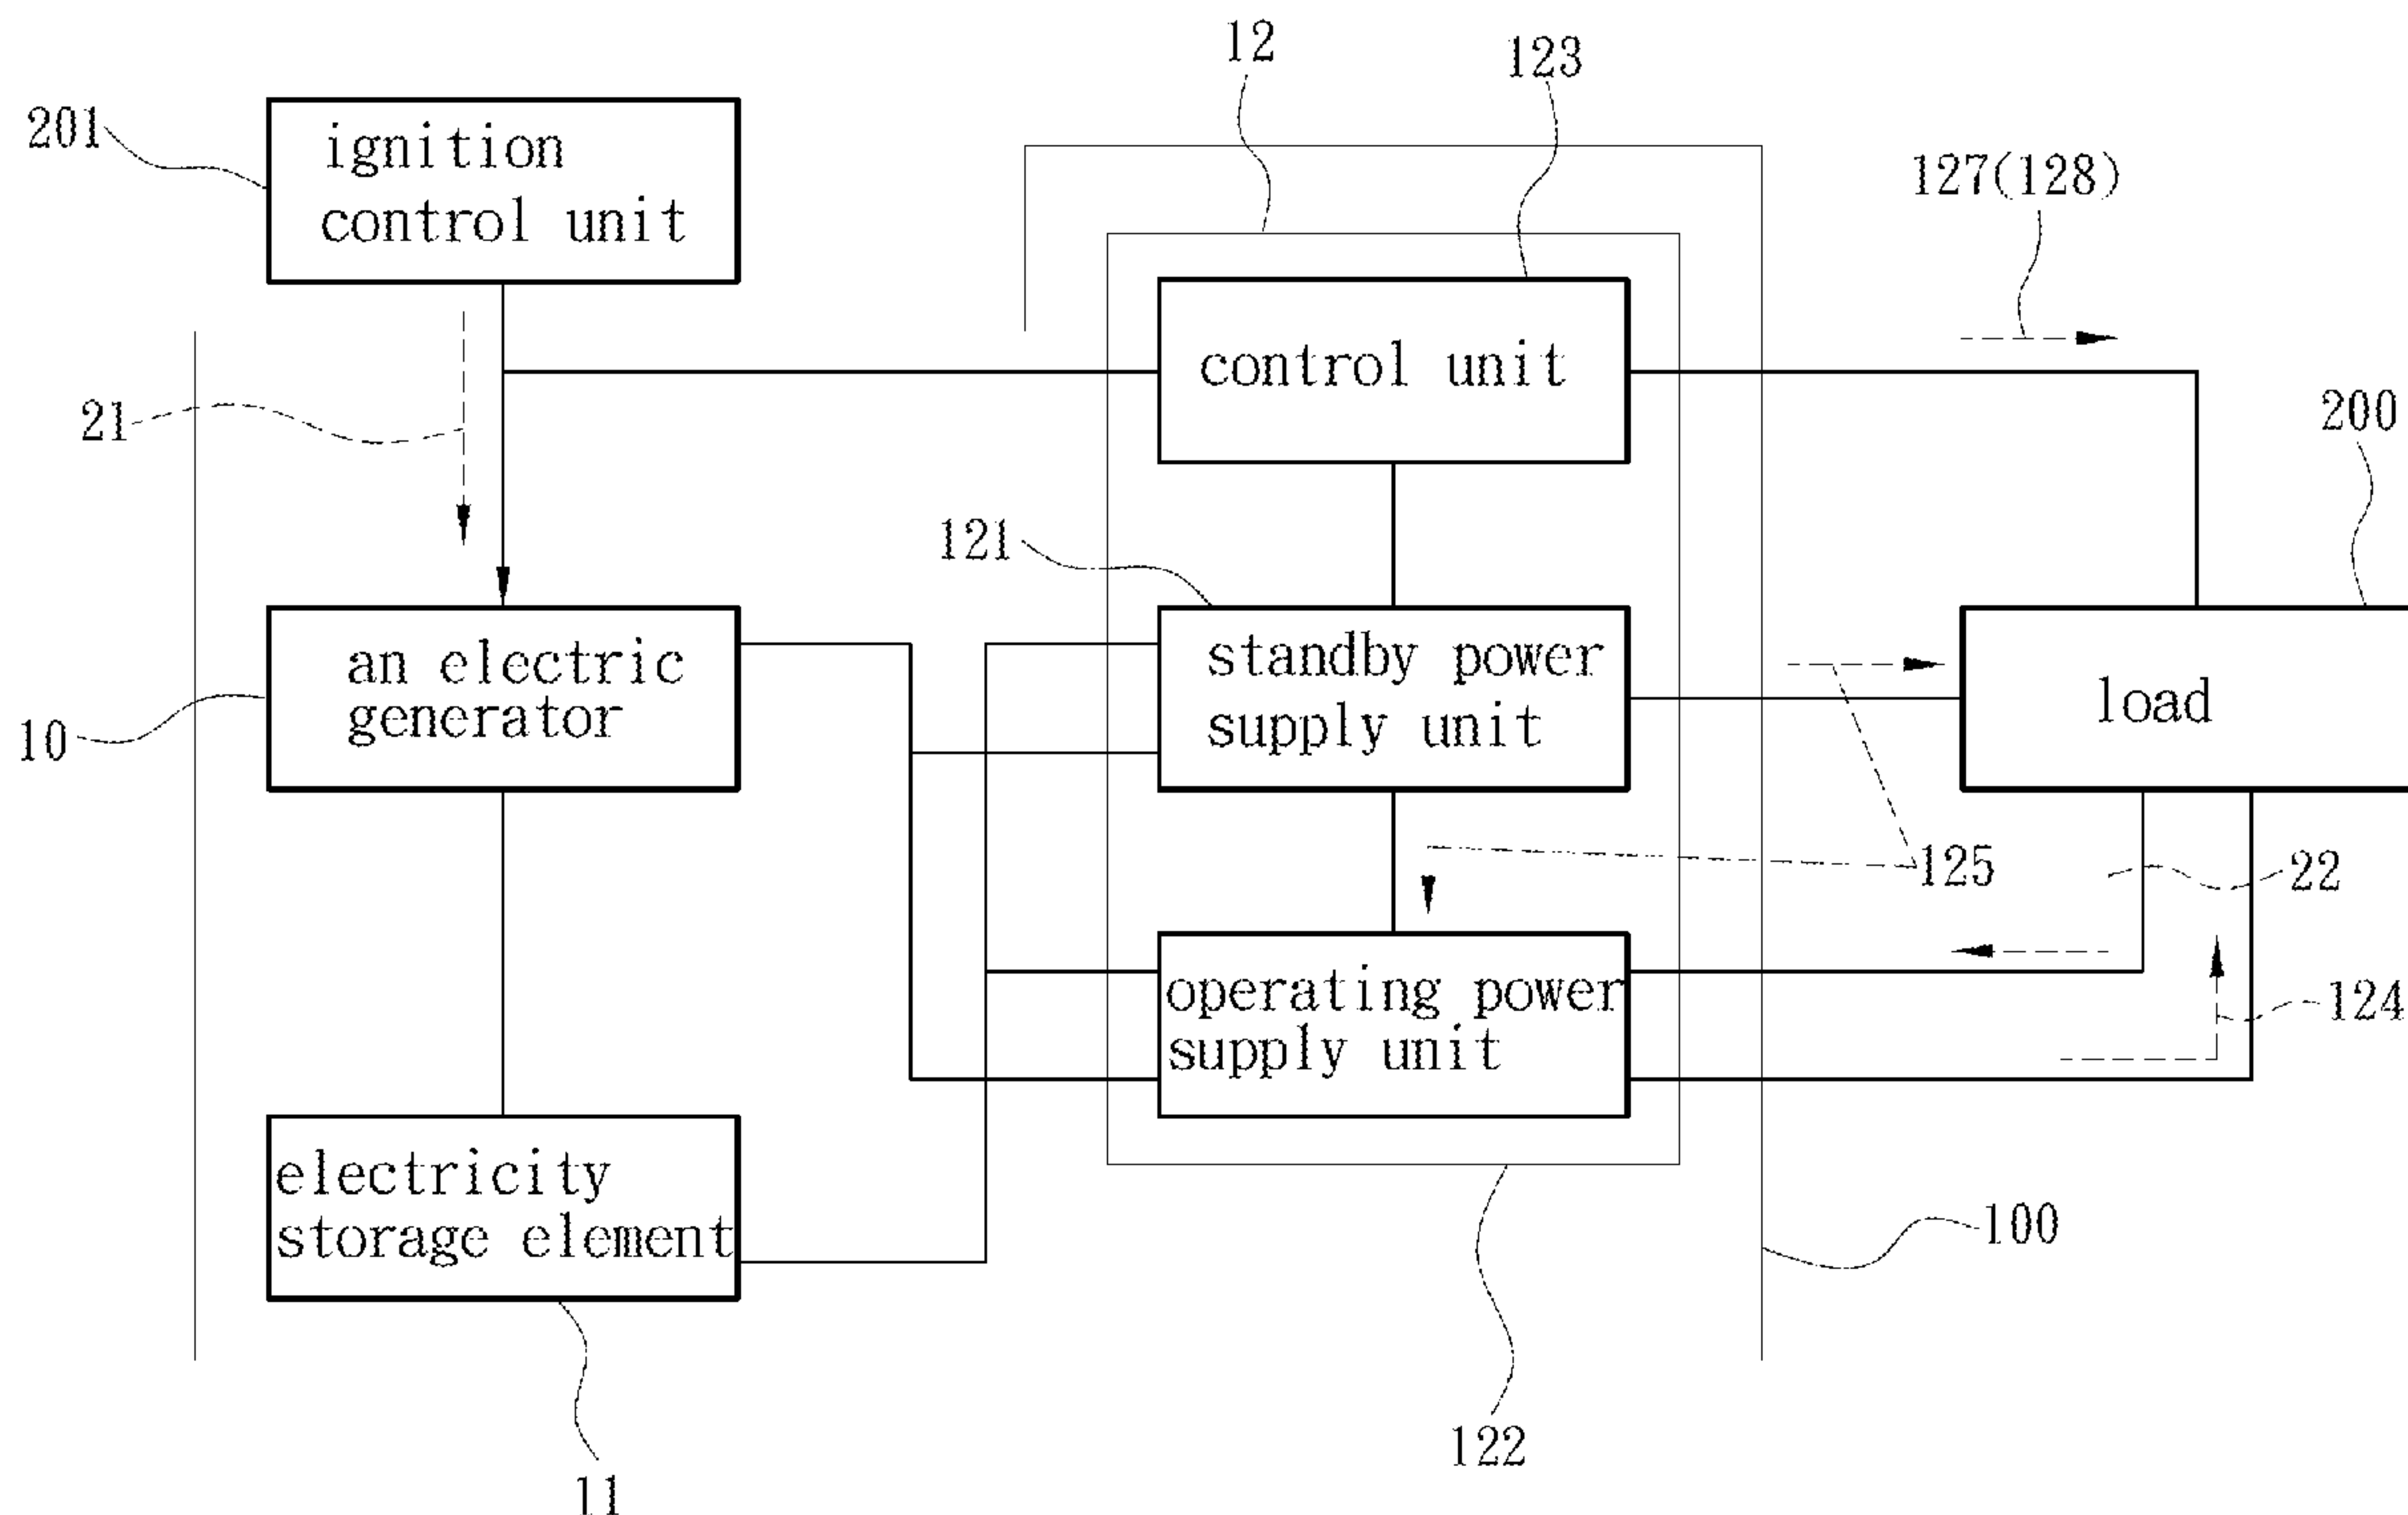 12
123
201
ignition
control unit
127(128)
control unit
21
200
121
an electric
generator
standby power
supply unit
load
10
125
22
operating power
supply unit
124
electricity
storage element
100
122
11